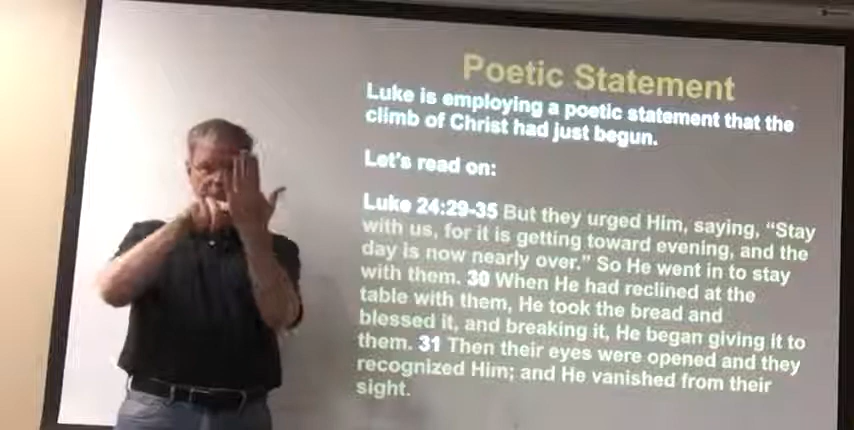 Poetic Statement
Luke is employing a poetic statement that the
climb of Christ had just begun.
Let's read on:
Luke 24:29-35 But they urged Him, saying, “Stay
with us, for it is getting toward evening, and the
day is now nearly over.” So He went in to stay
with them. 30 When He had reclined at the
table with them, He took the bread and
blessed it, and breaking it, He began giving it to
them. 31 Then their eyes were opened and they
recognized Him; and He vanished from their
sight.